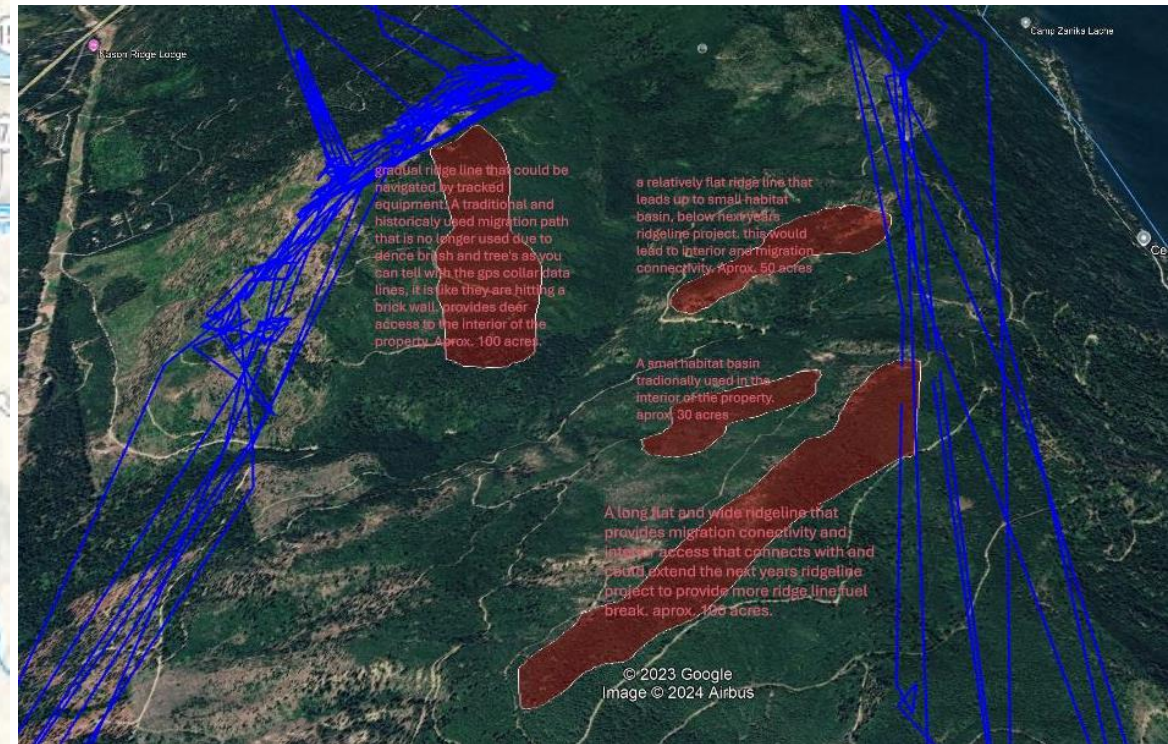 Nason Ridge Lodge
Camp Zanika Lache
gradual ridge line that could be
navigated by tracked
equipment. A traditional and
historicaly used migration path
that is no longer used due to
dence brush and tree's as you
can tell with the gps collar data
lines, it is like they are hitting a
brick wall. provides deer
access to the interior of the
property. Aprox. 100 acres.
a relatively flat ridge line that
leads up to small habitat
basin, below next years
ridgeline project. this would
lead to interior and migration
connectivity. Aprox. 50 acres
Ce
A smal habitat basin
tradionally used in the
interior of the property.
aprox. 30 acres
A long flat and wide ridgeline that
provides migration conectivity and
interior access that connects with and
could extend the next years ridgeline
project to provide more ridge line fuel
break. aprox. acres.
© 2023 Google
Image © 2024 Airbus